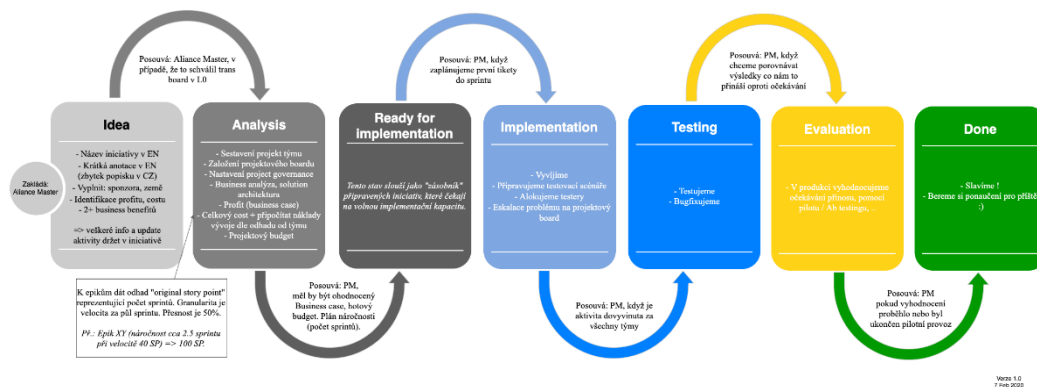 Posouvá: Aliance Master, v
případě, že to schválil trans
board v 1.0
Posouvá: PM, když
zaplánujeme první tikety
do sprintu
Posouvá: PM, když
chceme porovnávat
výsledky co nám to
přináší oproti očekávání
Zakládá:
Aliance Master
Idea
- Název iniciativy v EN
- Krátká anotace v EN
(zbytek popisku v CZ)
- Vyplnit: sponzora, země
- Identifikace profitu, costu
- 2+ business benefitů
=> veškeré info a update
aktivity držet v iniciativě
Analysis
- Sestavení projekt týmu
- Založení projektového boardu
- Nastavení project governance
- Business analýza, solution
architektura
- Profit (business case)
- Celkový cost + připočítat náklady
vývoje dle odhadu od týmu
- Projektový budget
Ready for
implementation
Tento stav slouží jako "zásobník"
připravených iniciativ, které čekají
na volnou implementační kapacitu.
Implementation
- Vyvíjíme
- Připravujeme testovací scénáře
- Alokujeme testery
- Eskalace problému na projektový
board
Testing
- Testujeme
- Bugfixujeme
Evaluation
- V produkci vyhodnocujeme
očekávání přínosu, pomocí
pilotu / Ab testingu, ..
Done
- Slavíme !
- Bereme si ponaučení pro příště
:)
K epikům dát odhad "original story point"
reprezentující počet sprintů. Granularita je
velocita za půl sprintu. Přesnost je 50%.
Př.: Epik XY (náročnost cca 2.5 sprintu
při velocitě 40 SP) => 100 SP.
Posouvá: PM,
měl by být ohodnocený
Business case, hotový
budget. Plán náročnosti
(počet sprintů).
Posouvá: PM, když je
aktivita dovyvinuta za
všechny týmy
Posouvá: PM
pokud vyhodnocení
proběhlo nebo byl
ukončen pilotní provoz
Verze 1.0
7 Feb 2020